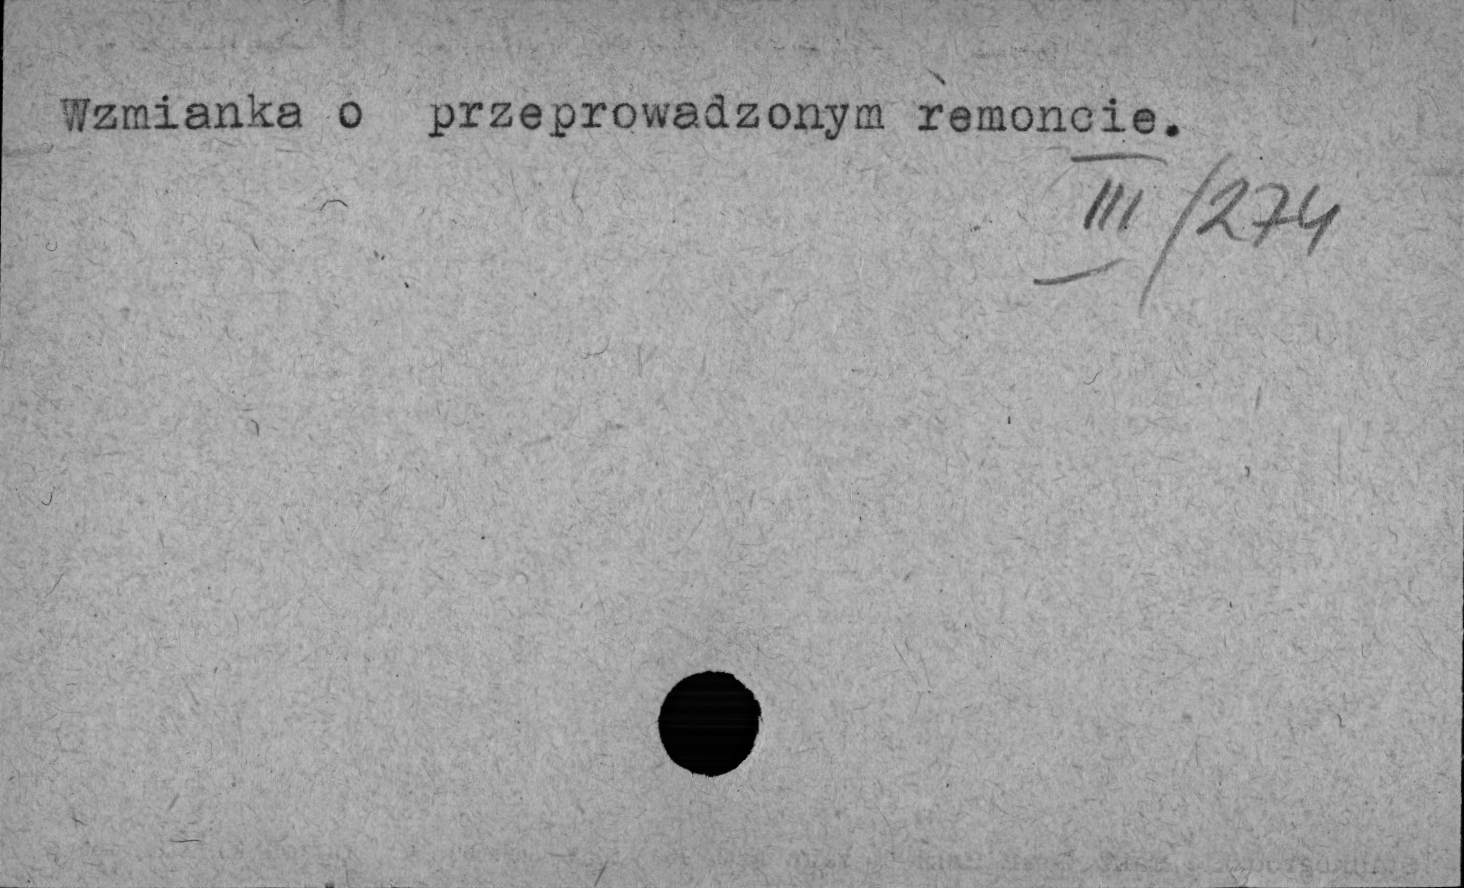 Wzmianka o przeprowadzonym remoncie.
III/274